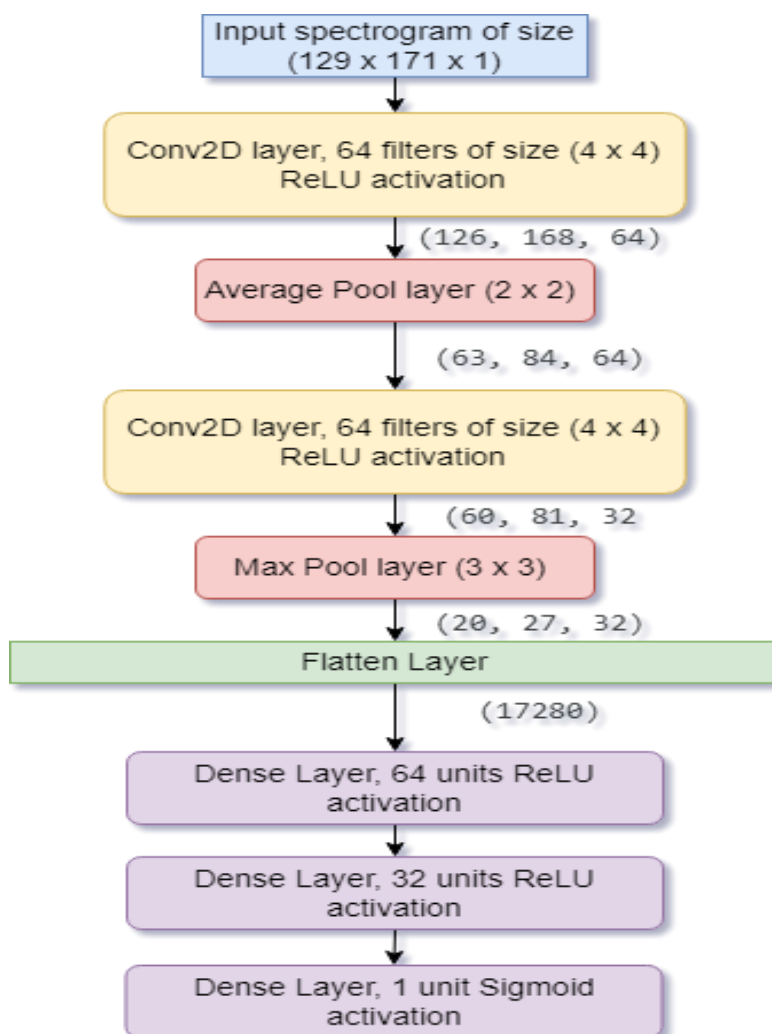 Input spectrogram of size
(129 x 171 x 1)
Conv2D layer, 64 filters of size (4 x 4)
ReLU activation
(126, 168, 64)
Average Pool layer (2 x 2)
(63, 84, 64)
Conv2D layer, 64 filters of size (4 x 4)
ReLU activation
(60, 81, 32
Max Pool layer (3 x 3)
(20, 27, 32)
Flatten Layer
(17280)
Dense Layer, 64 units ReLU
activation
Dense Layer, 32 units ReLU
activation
Dense Layer, 1 unit Sigmoid
activation